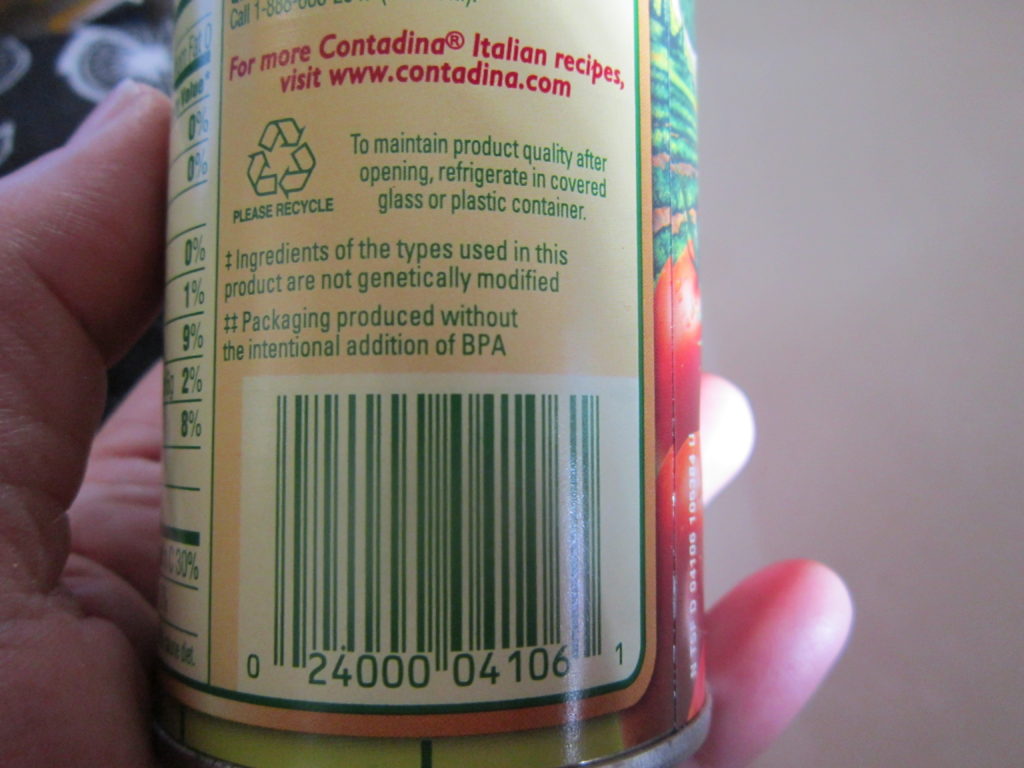 For more Contadina® Italian recipes,
visit www.contadina.com
PLEASE RECYCLE
To maintain product quality after
opening, refrigerate in covered
glass or plastic container.
‡ Ingredients of the types used in this
product are not genetically modified
‡‡ Packaging produced without
the intentional addition of BPA
0 24000 04106 1
Value*
0%
0%
0%
1%
9%
2%
8%
C 30%
diet.